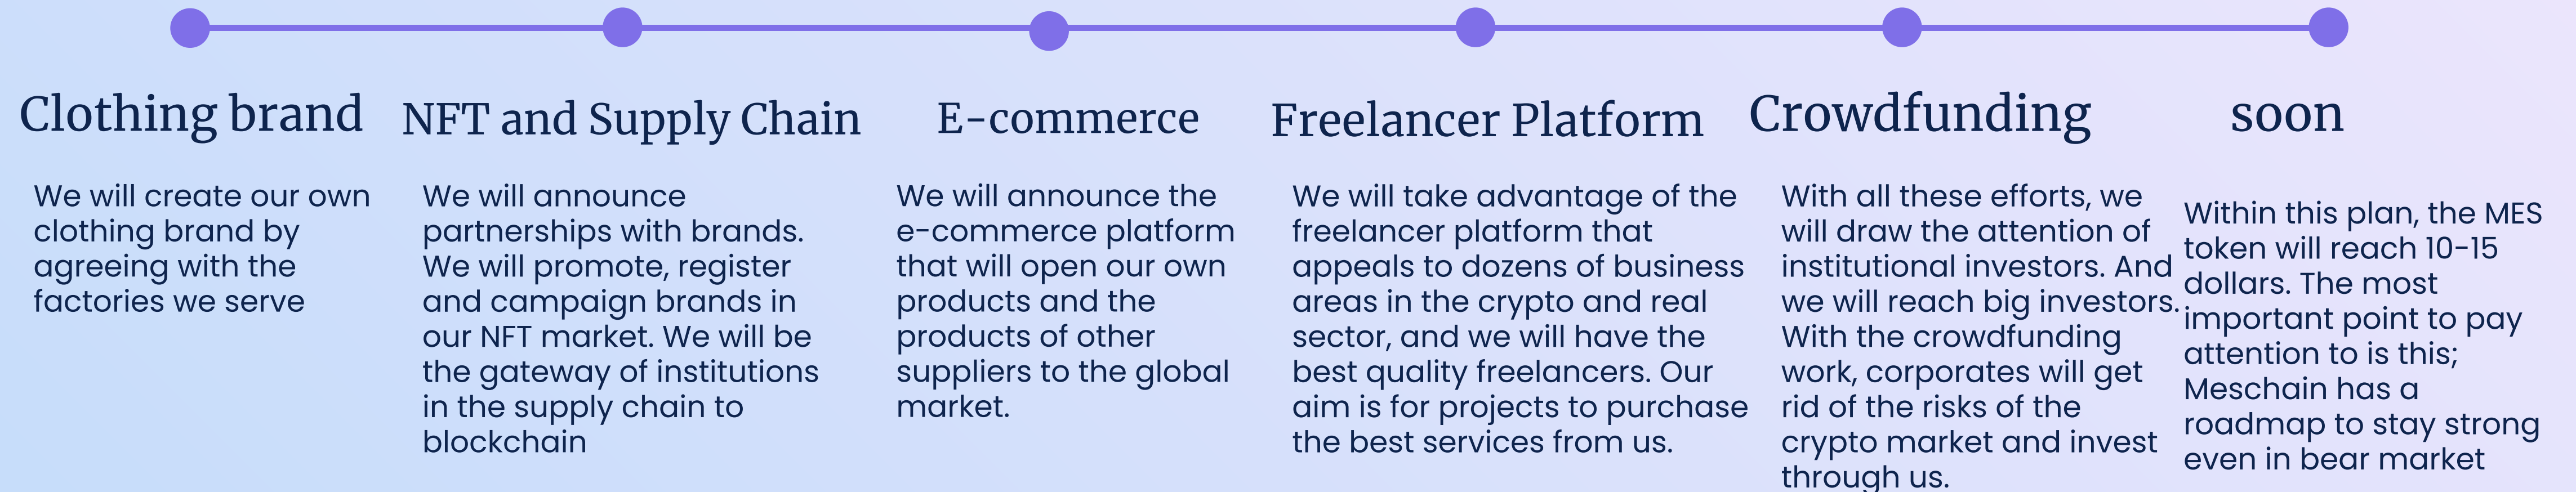 Clothing brand
We will create our own
clothing brand by
agreeing with the
factories we serve
NFT and Supply Chain
We will announce
partnerships with brands.
We will promote, register
and campaign brands in
our NFT market. We will be
the gateway of institutions
in the supply chain to
blockchain
E-commerce
We will announce the
e-commerce platform
that will open our own
products and the
products of other
suppliers to the global
market.
Freelancer Platform
We will take advantage of the
freelancer platform that
appeals to dozens of business
areas in the crypto and real
sector, and we will have the
best quality freelancers. Our
aim is for projects to purchase
the best services from us.
Crowdfunding
With all these efforts, we
will draw the attention of
institutional investors. And
we will reach big investors.
With the crowdfunding
work, corporates will get
rid of the risks of the
crypto market and invest
through us.
soon
Within this plan, the MES
token will reach 10-15
dollars. The most
important point to pay
attention to is this;
Meschain has a
roadmap to stay strong
even in bear market